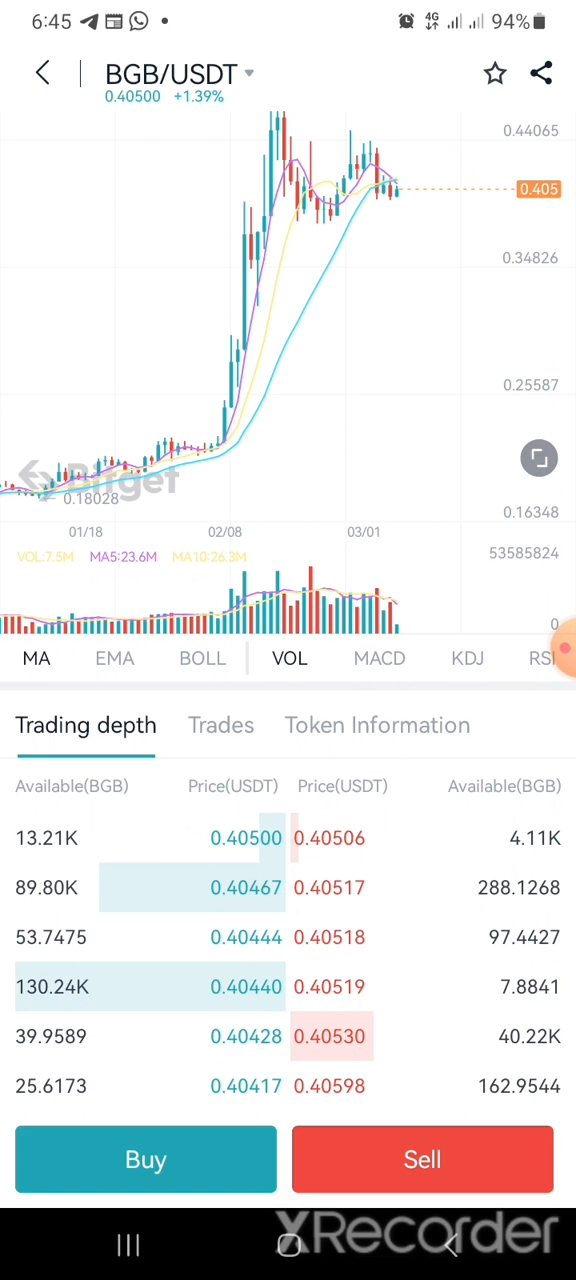 6:45 4G 94%
BGB/USDT
0.40500 +1.39%
0.44065
0.405
0.34826
0.25587
Bitget
0.18028
0.16348
01/18 02/08 03/01
VOL:7.5M MA5:23.6M MA10:26.3M 53585824
0
MA EMA BOLL VOL MACD KDJ RSI
Trading depth Trades Token Information
Available(BGB) Price(USDT) Price(USDT) Available(BGB)
13.21K 0.40500 0.40506 4.11K
89.80K 0.40467 0.40517 288.1268
53.7475 0.40444 0.40518 97.4427
130.24K 0.40440 0.40519 7.8841
39.9589 0.40428 0.40530 40.22K
25.6173 0.40417 0.40598 162.9544
Buy Sell
XRecorder